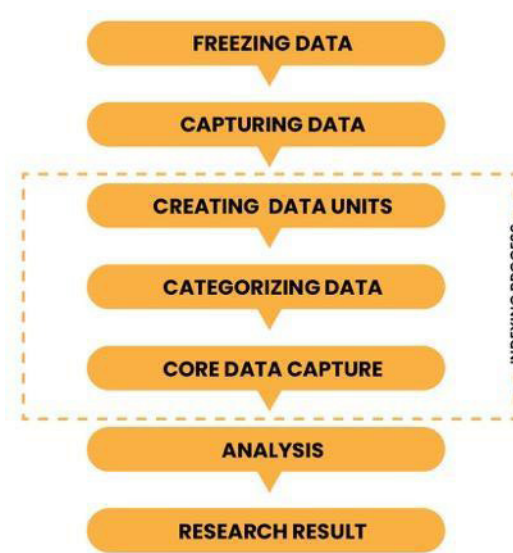 FREEZING DATA
CAPTURING DATA
CREATING DATA UNITS
CATEGORIZING DATA
CORE DATA CAPTURE
ANALYSIS
RESEARCH RESULT